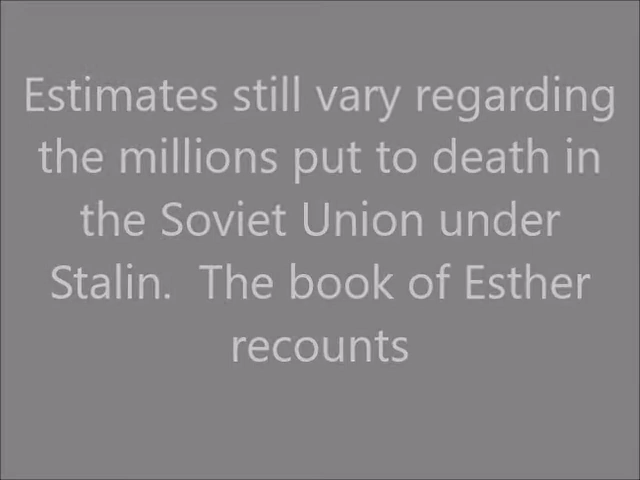 Estimates still vary regarding
the millions put to death in
the Soviet Union under
Stalin.  The book of Esther
recounts